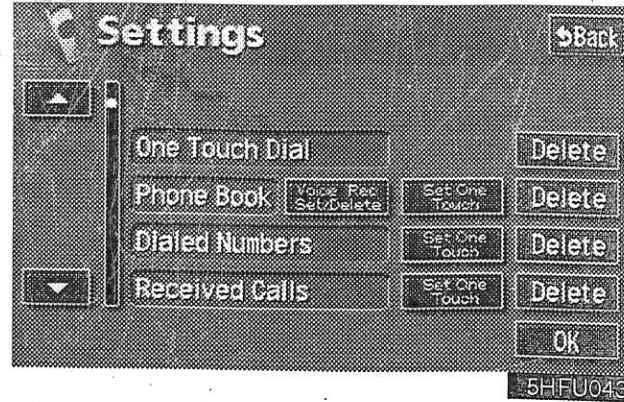 Settings
Back
One Touch Dial Delete
Phone Book Voice Rec Set/Delete Set One Touch Delete
Dialed Numbers Set One Touch Delete
Received Calls Set One Touch Delete
OK
5HFU043